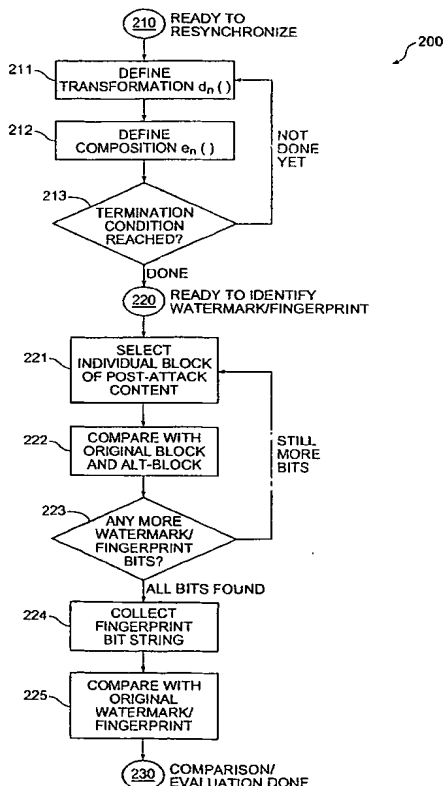 210
READY TO
RESYNCHRONIZE
200
211
DEFINE
TRANSFORMATION dn ( )
212
DEFINE
COMPOSITION en ( )
NOT
DONE
YET
213
TERMINATION
CONDITION
REACHED?
DONE
220
READY TO IDENTIFY
WATERMARK/FINGERPRINT
221
SELECT
INDIVIDUAL BLOCK
OF POST-ATTACK
CONTENT
222
COMPARE WITH
ORIGINAL BLOCK
AND ALT-BLOCK
STILL
MORE
BITS
223
ANY MORE
WATERMARK/
FINGERPRINT
BITS?
ALL BITS FOUND
224
COLLECT
FINGERPRINT
BIT STRING
225
COMPARE WITH
ORIGINAL
WATERMARK/
FINGERPRINT
230
COMPARISON/
EVALUATION DONE